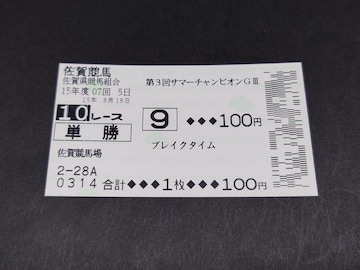 佐賀競馬
佐賀県競馬組合
第3回サマーチャンピオンGⅢ
15年度07回 5日
15年 8月18日
10レース
単勝
9 ◆◆◆100円
ブレイクタイム
佐賀競馬場
2-28A
0314 合計◆◆◆1枚◆◆◆100円